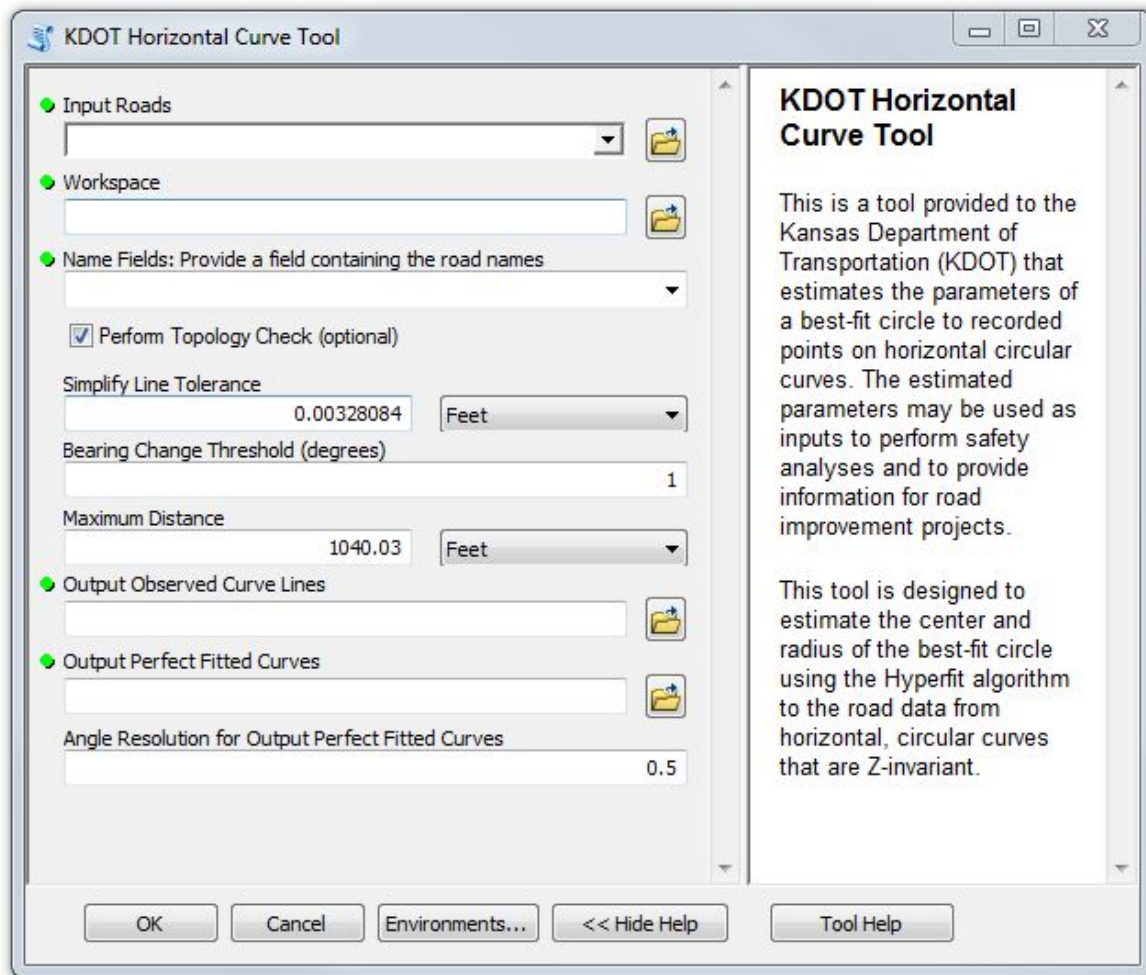 KDOT Horizontal Curve Tool
Input Roads
Workspace
Name Fields: Provide a field containing the road names
Perform Topology Check (optional)
Simplify Line Tolerance
0.00328084 Feet
Bearing Change Threshold (degrees)
1
Maximum Distance
1040.03 Feet
Output Observed Curve Lines
Output Perfect Fitted Curves
Angle Resolution for Output Perfect Fitted Curves
0.5
KDOT Horizontal
Curve Tool
This is a tool provided to the
Kansas Department of
Transportation (KDOT) that
estimates the parameters of
a best-fit circle to recorded
points on horizontal circular
curves. The estimated
parameters may be used as
inputs to perform safety
analyses and to provide
information for road
improvement projects.
This tool is designed to
estimate the center and
radius of the best-fit circle
using the Hyperfit algorithm
to the road data from
horizontal, circular curves
that are Z-invariant.
OK Cancel Environments... << Hide Help Tool Help